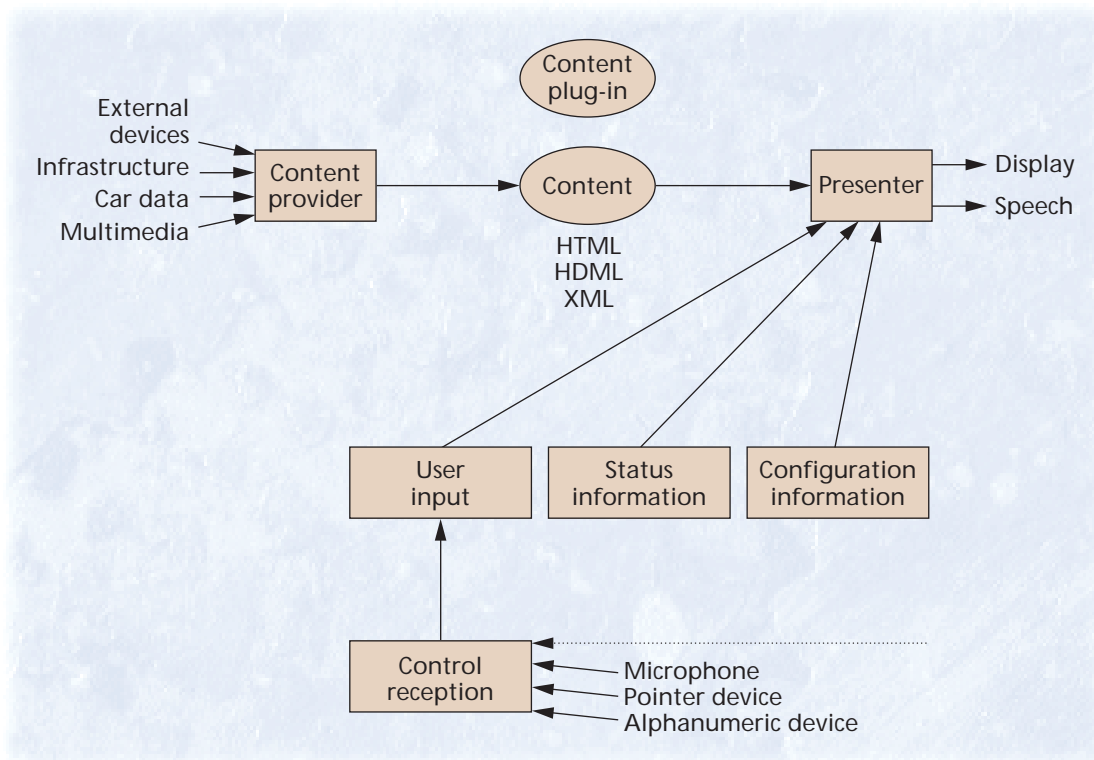 Content
plug-in
External
devices
Infrastructure
Car data
Multimedia
Content
provider
Content
HTML
HDML
XML
Presenter
Display
Speech
User
input
Status
information
Configuration
information
Control
reception
Microphone
Pointer device
Alphanumeric device